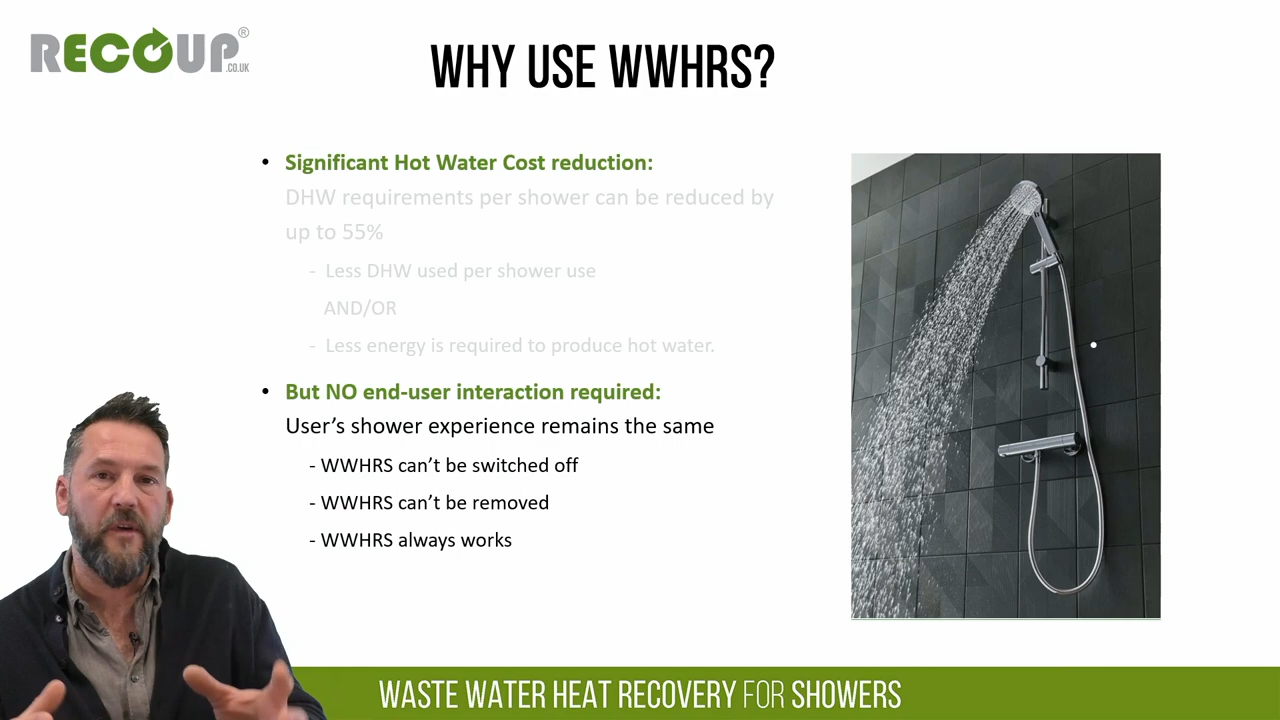 RECOUP®
.CO.UK
WHY USE WWHRS?
• Significant Hot Water Cost reduction:
DHW requirements per shower can be reduced by
up to 55%
- Less DHW used per shower use
AND/OR
- Less energy is required to produce hot water.
• But NO end-user interaction required:
User’s shower experience remains the same
- WWHRS can’t be switched off
- WWHRS can’t be removed
- WWHRS always works
WASTE WATER HEAT RECOVERY FOR SHOWERS